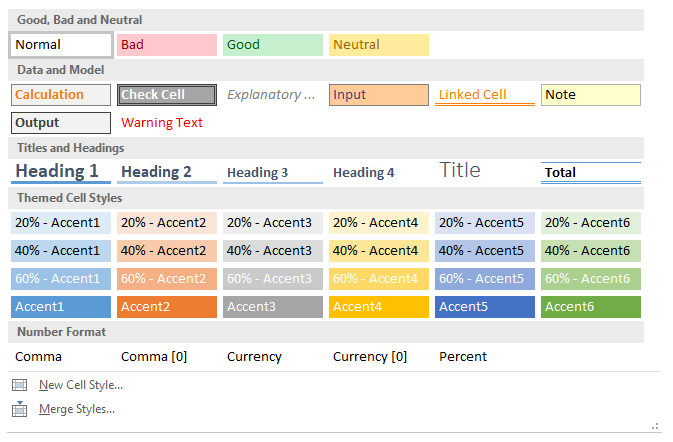 Good, Bad and Neutral
Normal Bad Good Neutral
Data and Model
Calculation Check Cell Explanatory ... Input Linked Cell Note
Output Warning Text
Titles and Headings
Heading 1 Heading 2 Heading 3 Heading 4 Title Total
Themed Cell Styles
20% - Accent1 20% - Accent2 20% - Accent3 20% - Accent4 20% - Accent5 20% - Accent6
40% - Accent1 40% - Accent2 40% - Accent3 40% - Accent4 40% - Accent5 40% - Accent6
60% - Accent1 60% - Accent2 60% - Accent3 60% - Accent4 60% - Accent5 60% - Accent6
Accent1 Accent2 Accent3 Accent4 Accent5 Accent6
Number Format
Comma Comma [0] Currency Currency [0] Percent
New Cell Style...
Merge Styles...